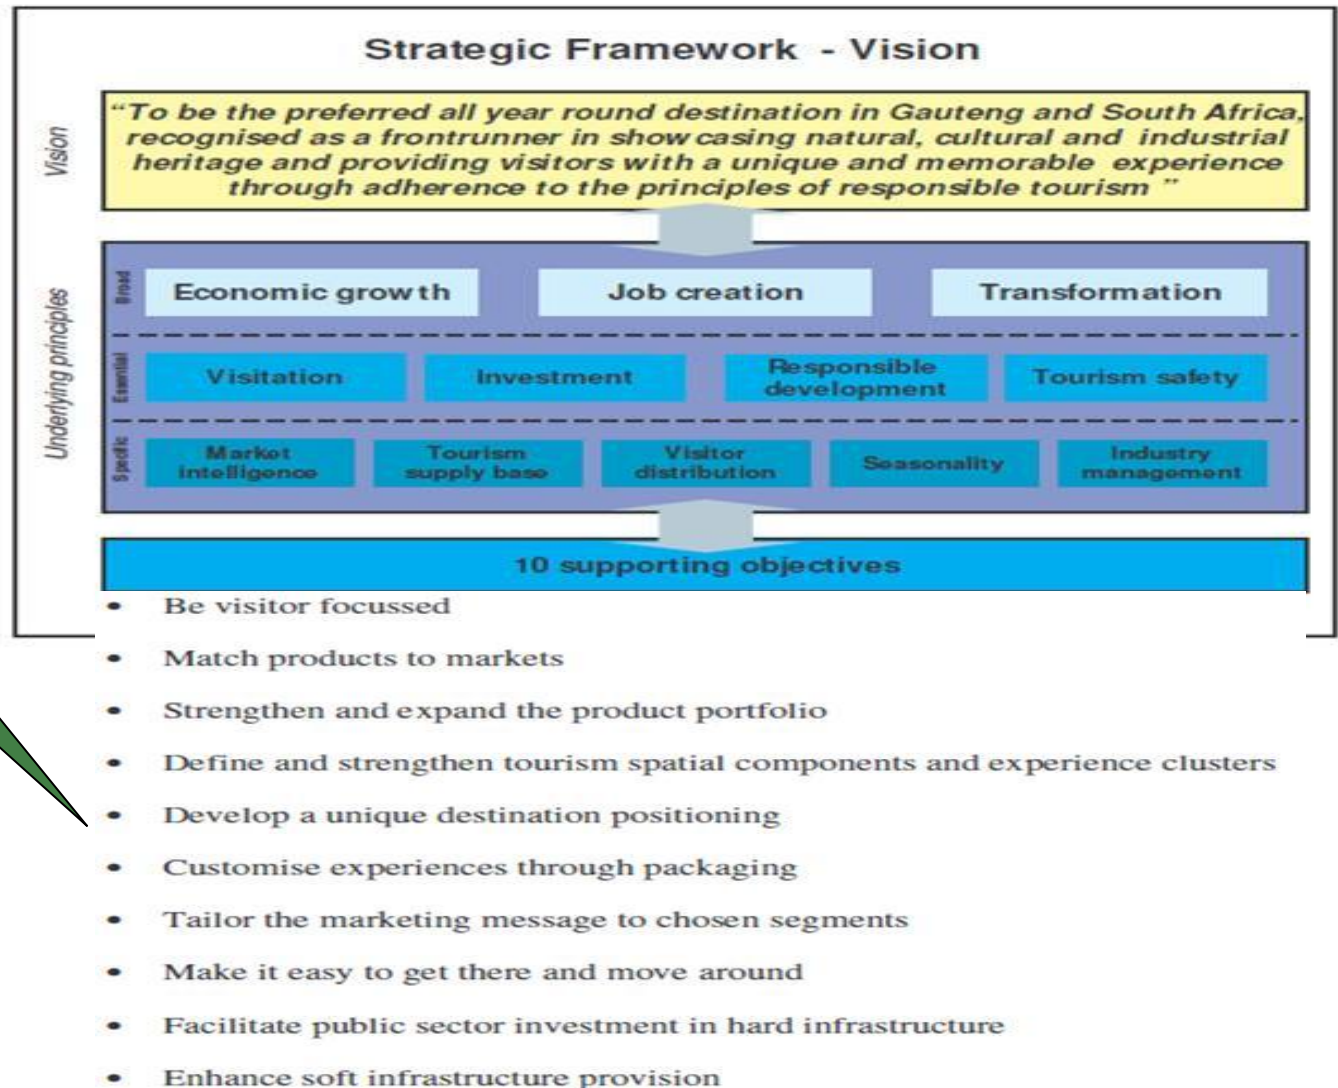 Strategic Framework - Vision
Vision
“To be the preferred all year round destination in Gauteng and South Africa,
recognised as a frontrunner in show casing natural, cultural and industrial
heritage and providing visitors with a unique and memorable experience
through adherence to the principles of responsible tourism ”
Underlying principles
Broad
Economic growth
Job creation
Transformation
Essential
Visitation
Investment
Responsible
development
Tourism safety
Specific
Market
intelligence
Tourism
supply base
Visitor
distribution
Seasonality
Industry
management
10 supporting objectives
• Be visitor focussed
• Match products to markets
• Strengthen and expand the product portfolio
• Define and strengthen tourism spatial components and experience clusters
• Develop a unique destination positioning
• Customise experiences through packaging
• Tailor the marketing message to chosen segments
• Make it easy to get there and move around
• Facilitate public sector investment in hard infrastructure
• Enhance soft infrastructure provision